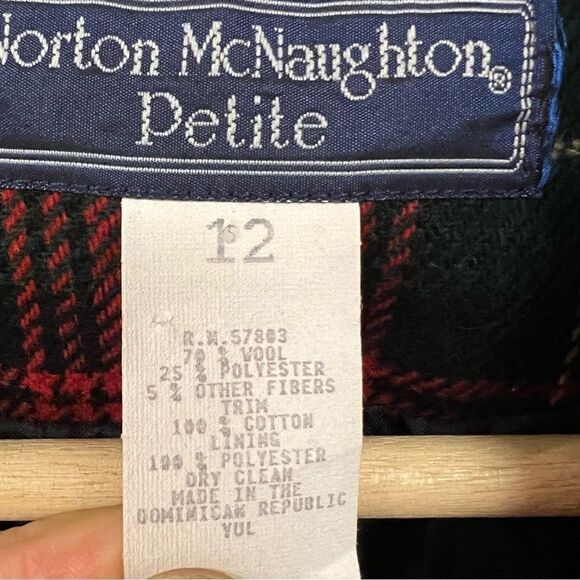 Norton McNaughton®
Petite
12
R.N.57803
70 % WOOL
25 % POLYESTER
5 % OTHER FIBERS
TRIM
100 % COTTON
LINING
100 % POLYESTER
DRY CLEAN
MADE IN THE
DOMINICAN REPUBLIC
YUL